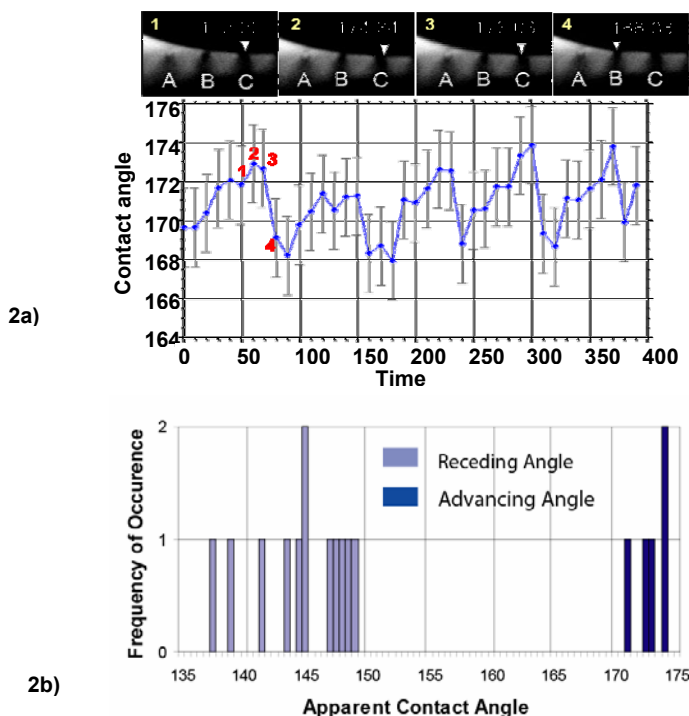 1 2 3 4
A B C A B C A B C A B C
176
174
172
170
168
166
164
Contact angle
1
2
3
4
0 50 100 150 200 250 300 350 400
Time
2a)
2
1
0
Frequency of Occurence
Receding Angle
Advancing Angle
135 140 145 150 155 160 165 170 175
Apparent Contact Angle
2b)